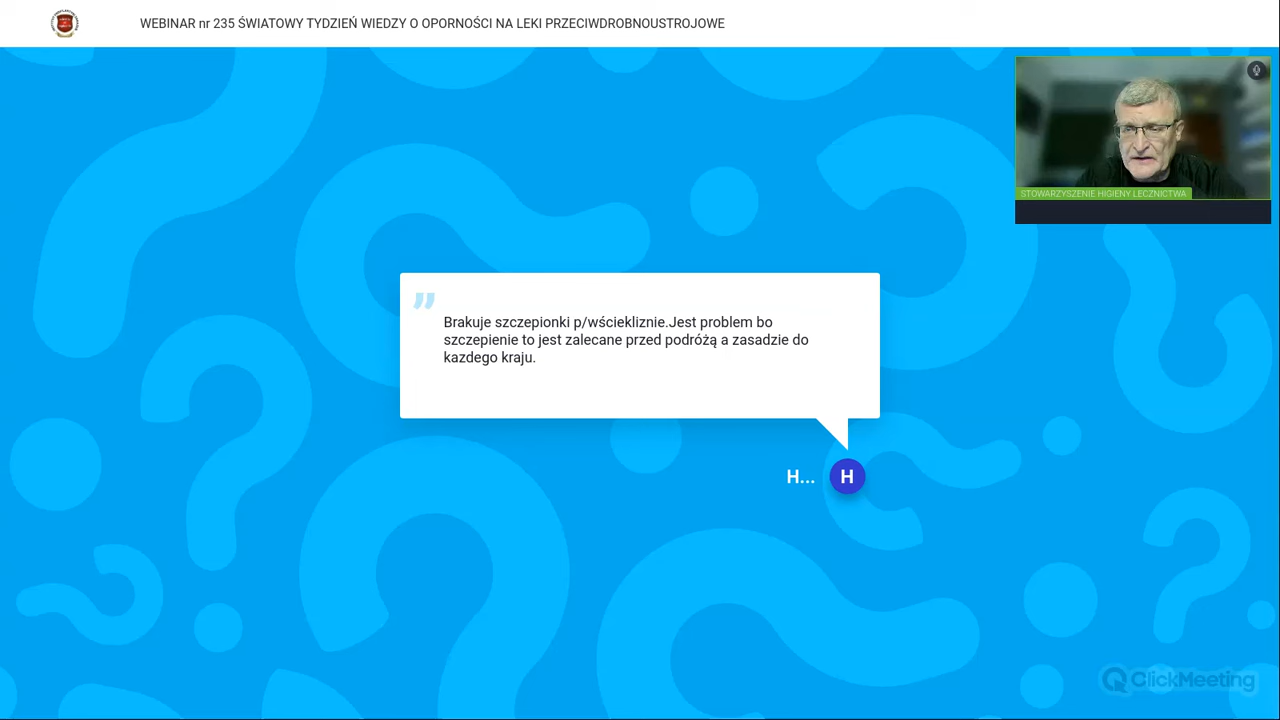 WEBINAR nr 235 ŚWIATOWY TYDZIEŃ WIEDZY O OPORNOŚCI NA LEKI PRZECIWDROBNOUSTROJOWE
STOWARZYSZENIE HIGIENY LECZNICTWA
Brakuje szczepionki p/wściekliznie.Jest problem bo
szczepienie to jest zalecane przed podróżą a zasadzie do
kazdego kraju.
H... H
ClickMeeting